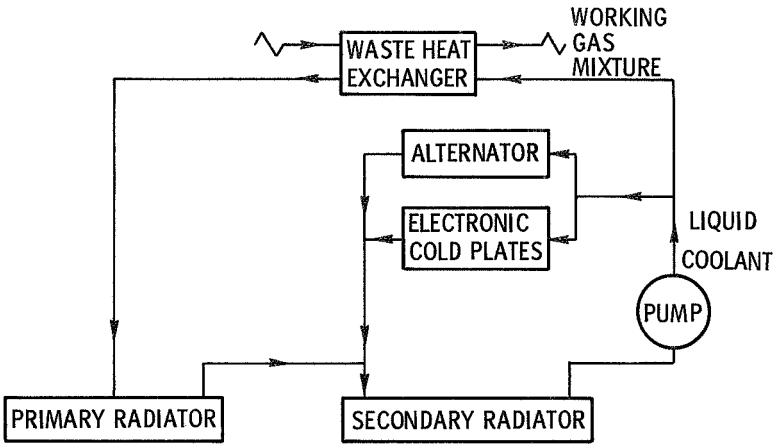 WORKING
GAS
MIXTURE
WASTE HEAT
EXCHANGER
ALTERNATOR
ELECTRONIC
COLD PLATES
LIQUID
COOLANT
PUMP
PRIMARY RADIATOR
SECONDARY RADIATOR